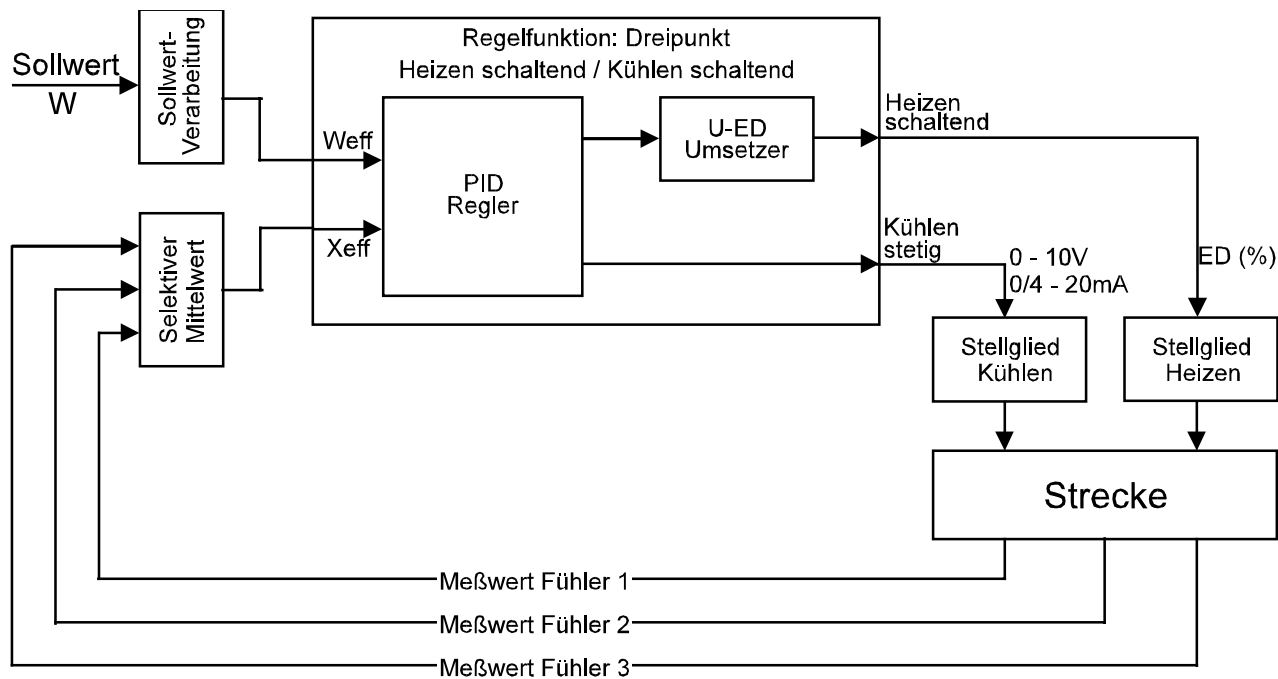 Sollwert
W
Sollwert-
Verarbeitung
Regelfunktion: Dreipunkt
Heizen schaltend / Kühlen schaltend
Weff
Xeff
PID
Regler
U-ED
Umsetzer
Heizen
schaltend
Kühlen
stetig
0 - 10V
0/4 - 20mA
ED (%)
Selektiver
Mittelwert
Stellglied
Kühlen
Stellglied
Heizen
Strecke
Meßwert Fühler 1
Meßwert Fühler 2
Meßwert Fühler 3